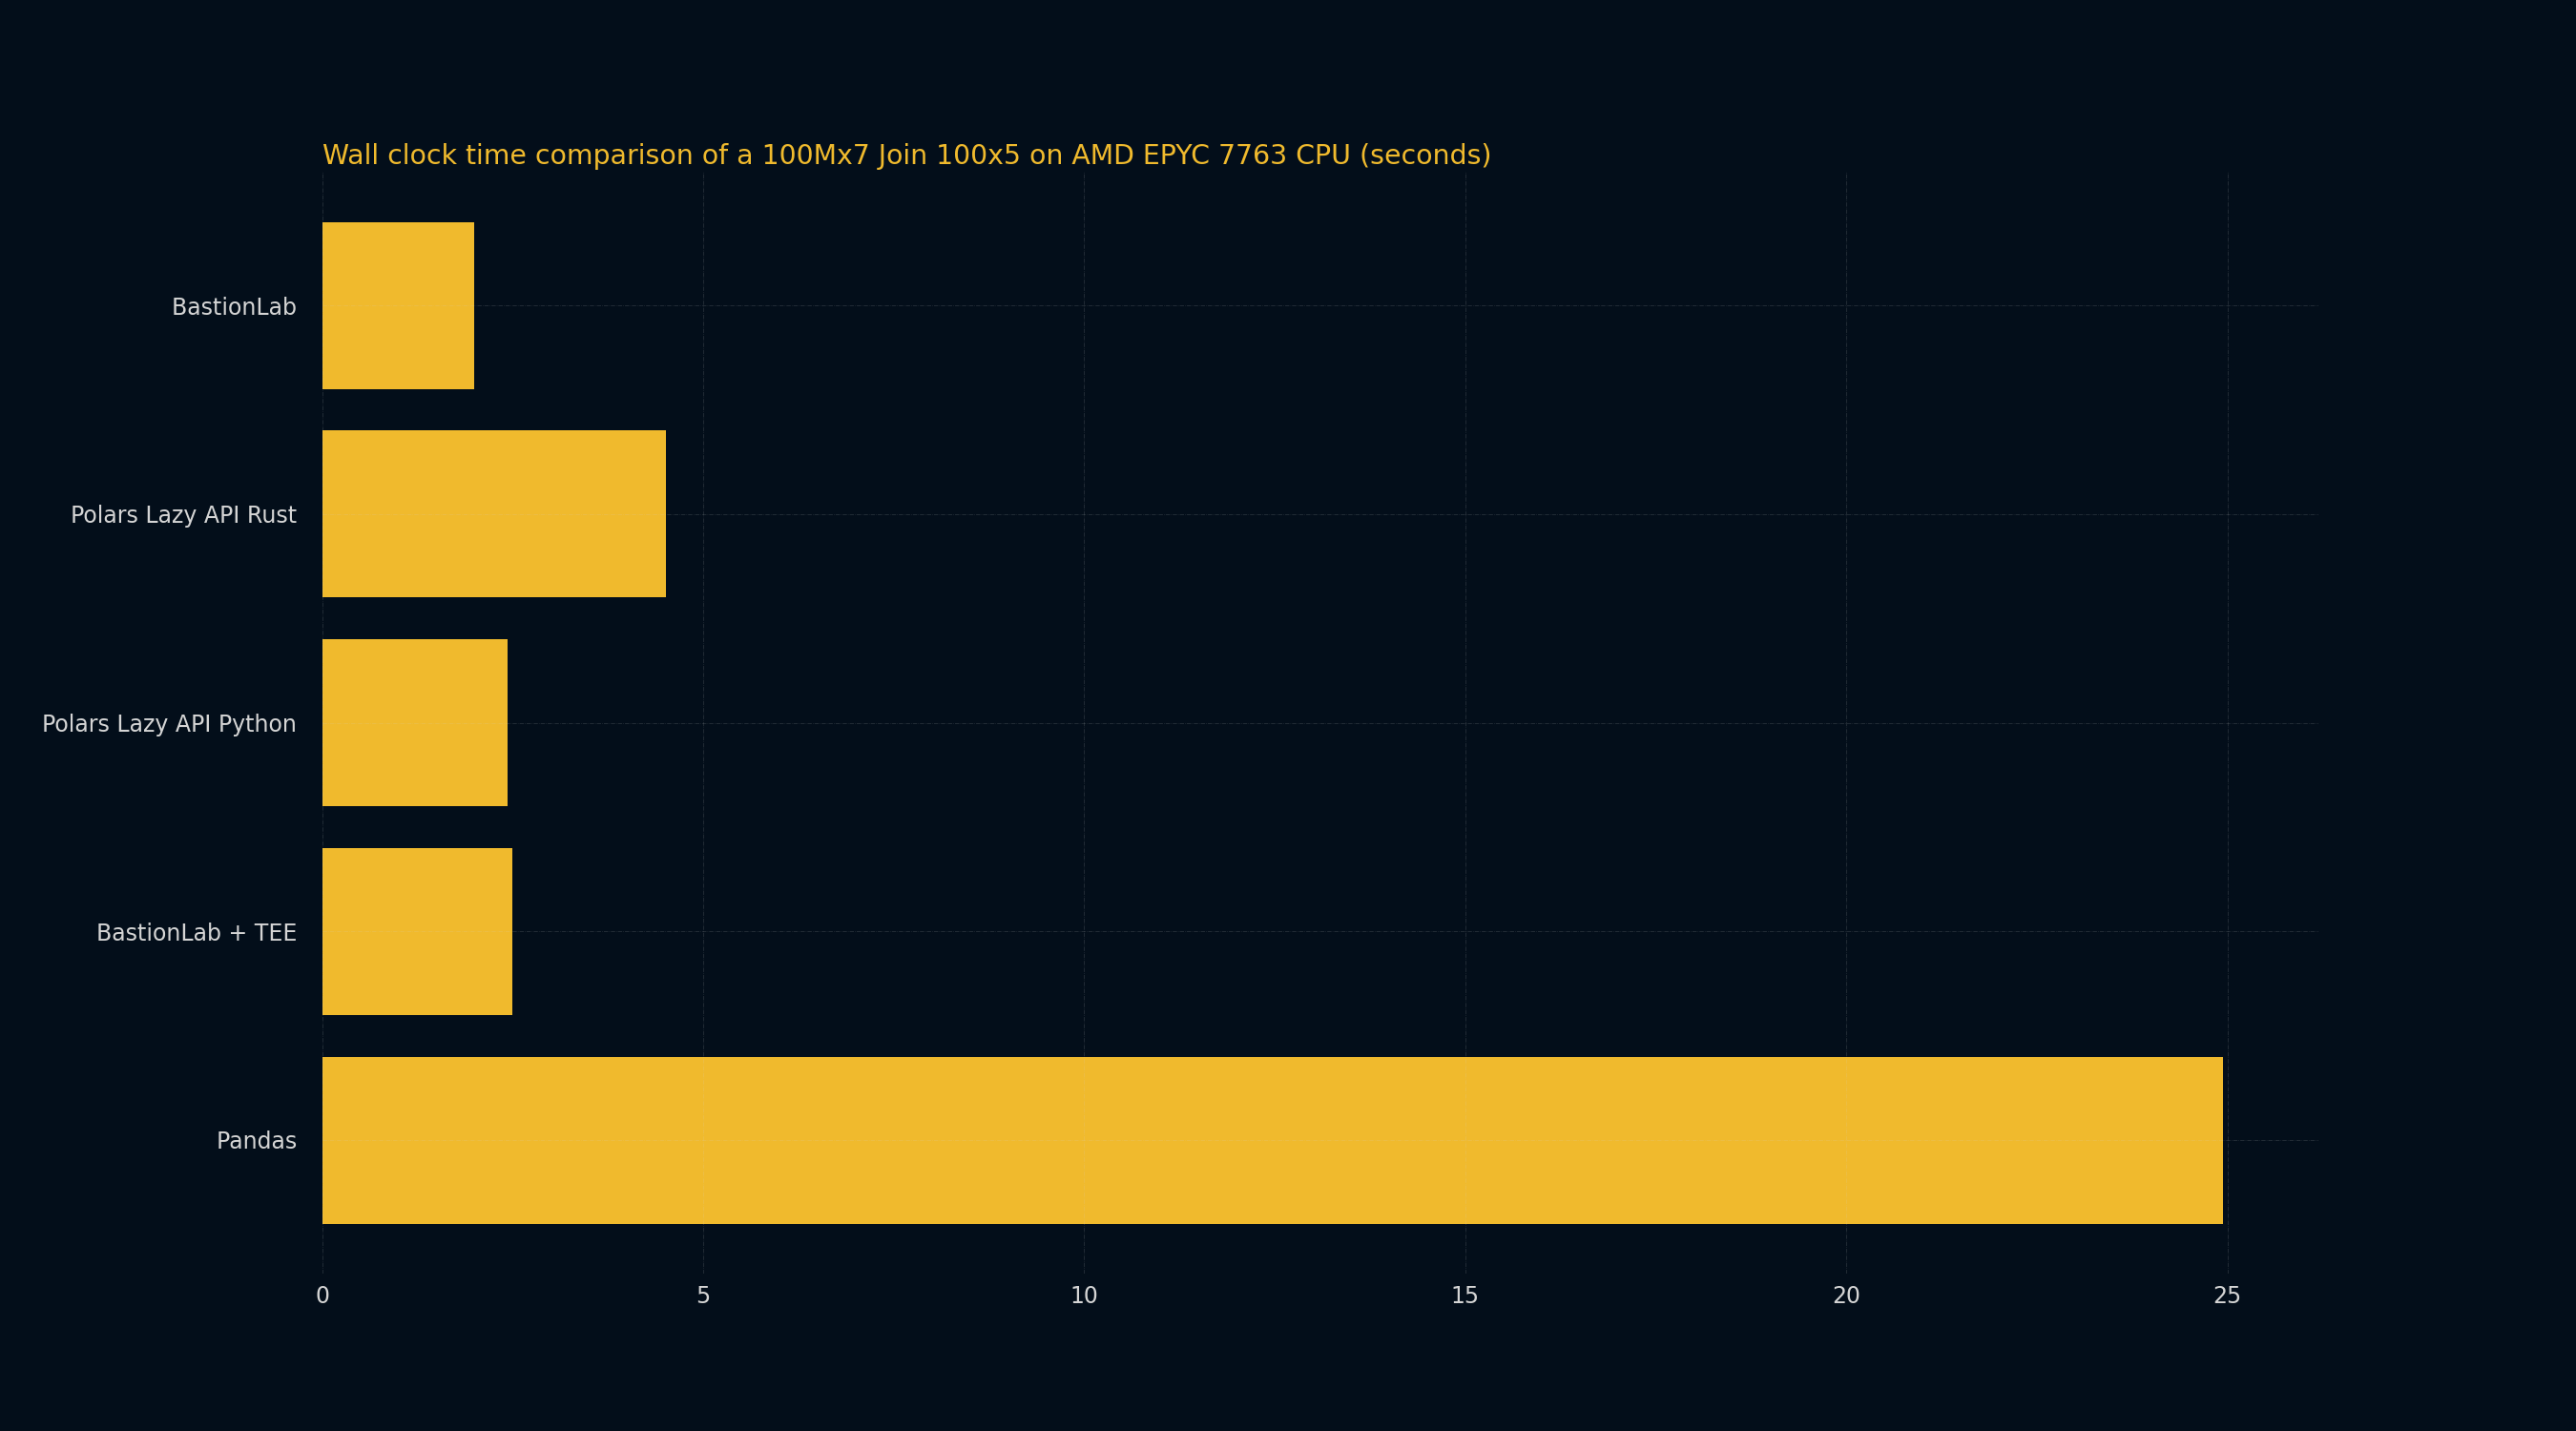 Wall clock time comparison of a 100Mx7 Join 100x5 on AMD EPYC 7763 CPU (seconds)
BastionLab
Polars Lazy API Rust
Polars Lazy API Python
BastionLab + TEE
Pandas
0 5 10 15 20 25